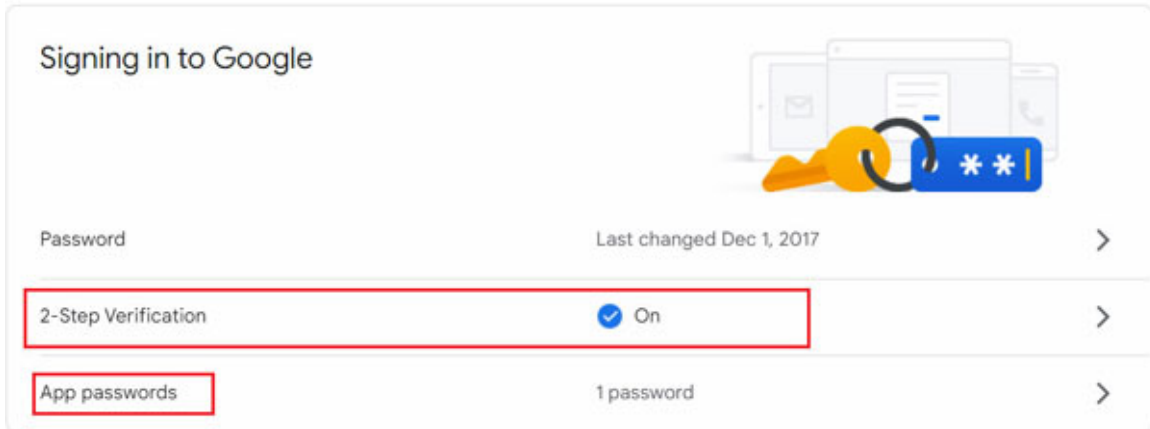 Signing in to Google
**
Password Last changed Dec 1, 2017
2-Step Verification On
App passwords 1 password